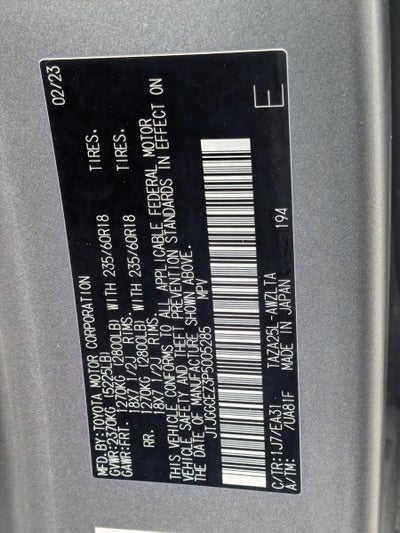 MFD.BY:TOYOTA MOTOR CORPORATION 02/23
GVWR:2370KG (5225LB)
GAWR:FRT. 1270KG (2800LB) WITH 235/60R18 TIRES.
18X7 1/2J RIMS.
RR. 1270KG (2800LB) WITH 235/60R18 TIRES.
18X7 1/2J RIMS.
THIS VEHICLE CONFORMS TO ALL APPLICABLE FEDERAL MOTOR
VEHICLE SAFETY AND THEFT PREVENTION STANDARDS IN EFFECT ON
THE DATE OF MANUFACTURE SHOWN ABOVE.
JTJGGCEZ3P5005285 MPV
194 E
TAZA25L -AWZLTA
C/TR:1J7/EA31 MADE IN JAPAN
A/TM: /UA81F